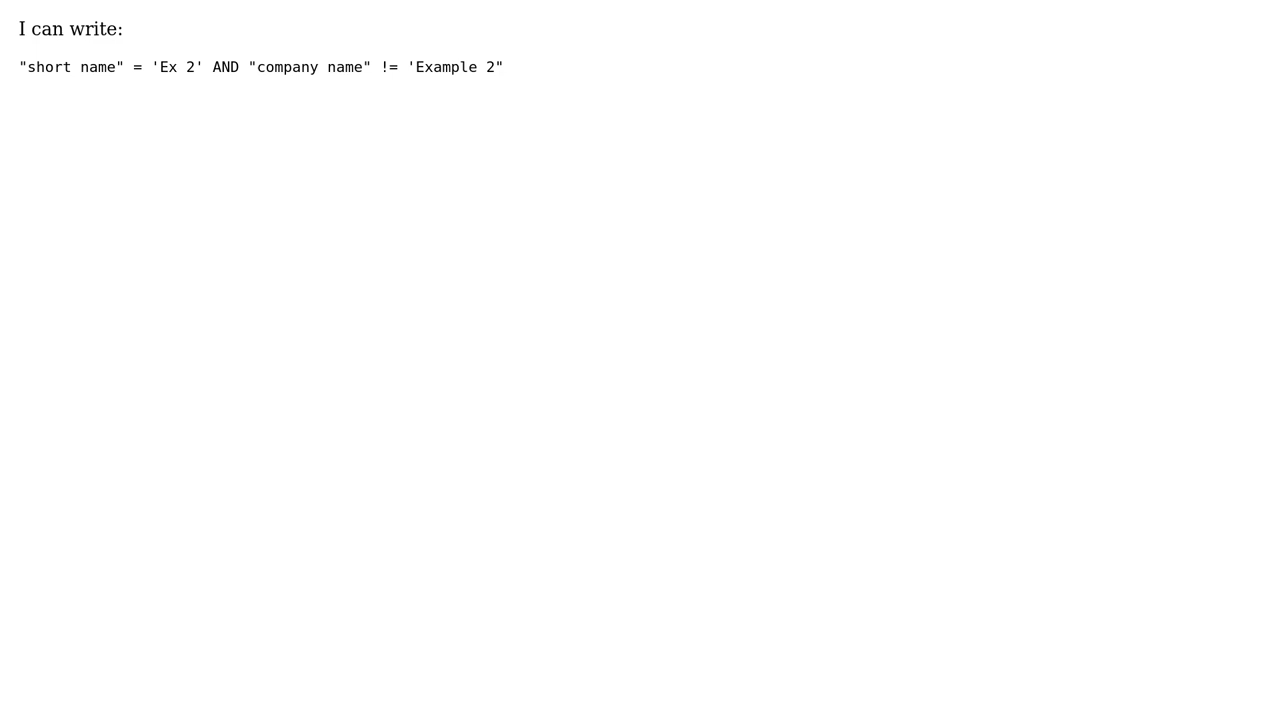 I can write:
"short name" = 'Ex 2' AND "company name" != 'Example 2"